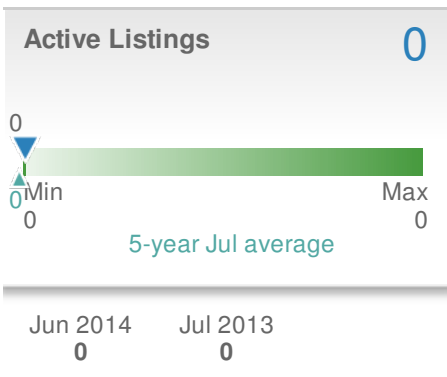 Active Listings 0
0
0
Min Max
0 0
5-year Jul average
Jun 2014 Jul 2013
0 0